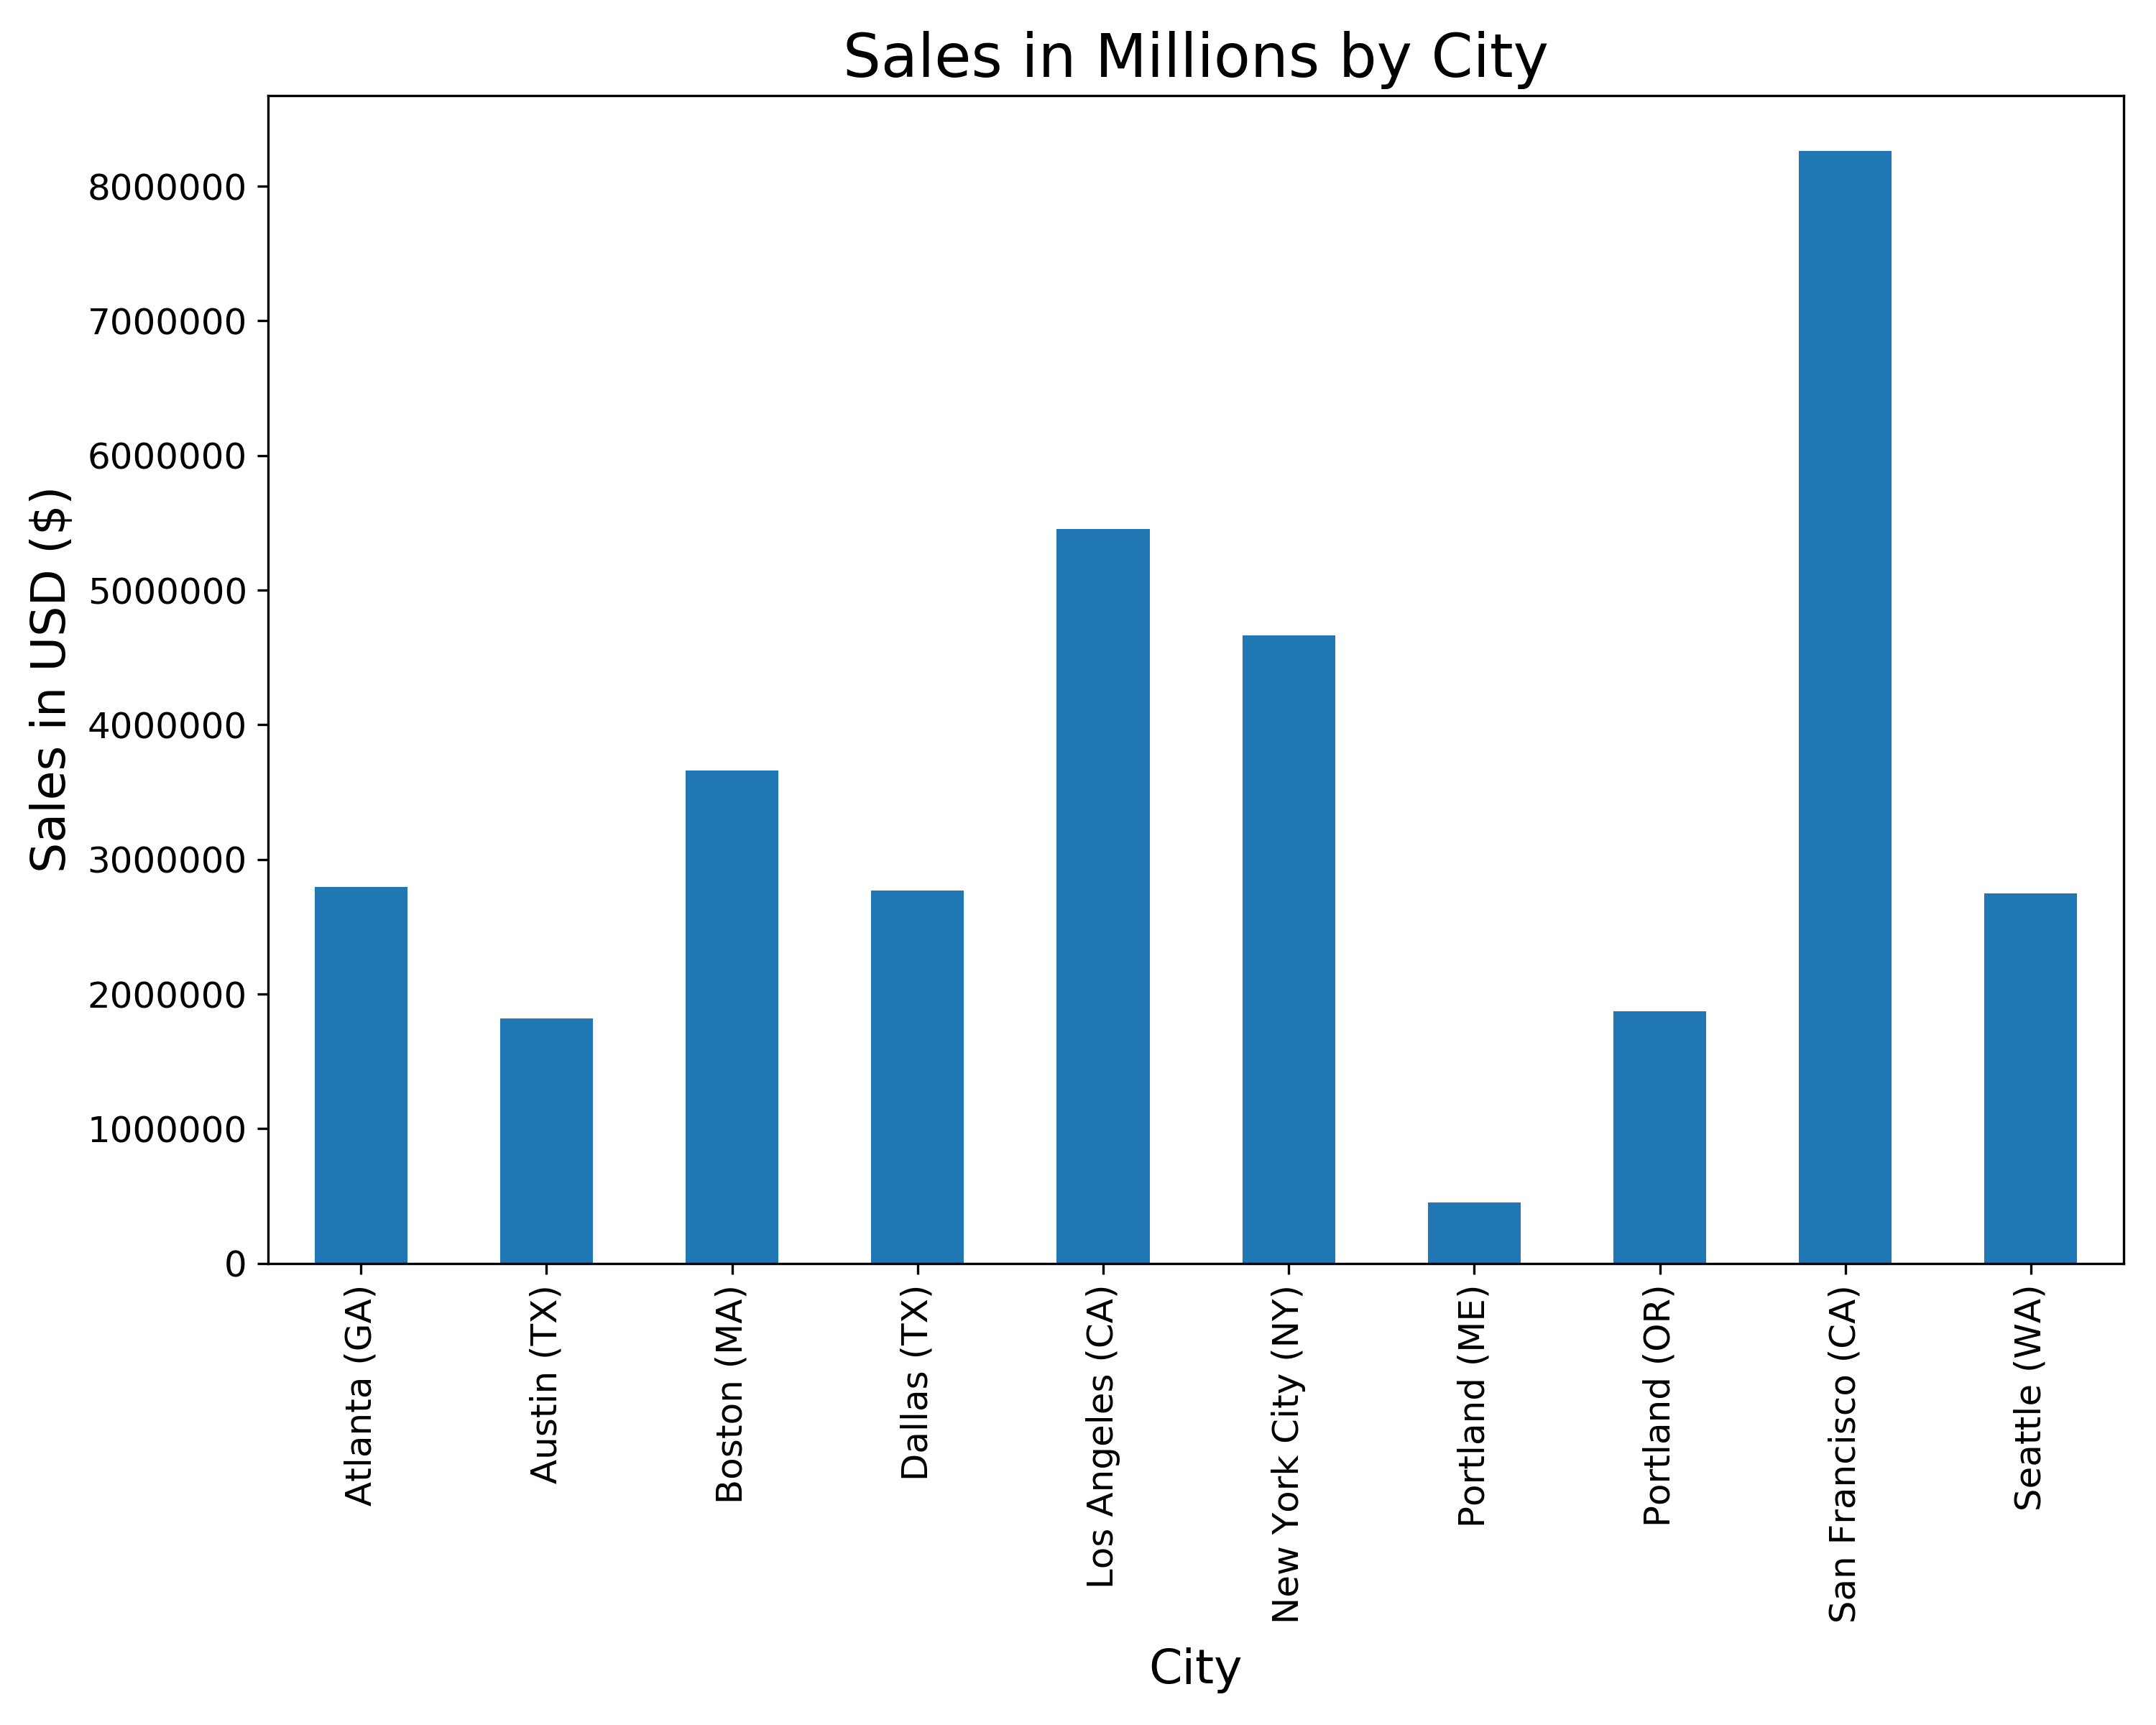 Sales in Millions by City
Sales in USD ($)
8000000
7000000
6000000
5000000
4000000
3000000
2000000
1000000
0
Atlanta (GA)
Austin (TX)
Boston (MA)
Dallas (TX)
Los Angeles (CA)
New York City (NY)
Portland (ME)
Portland (OR)
San Francisco (CA)
Seattle (WA)
City